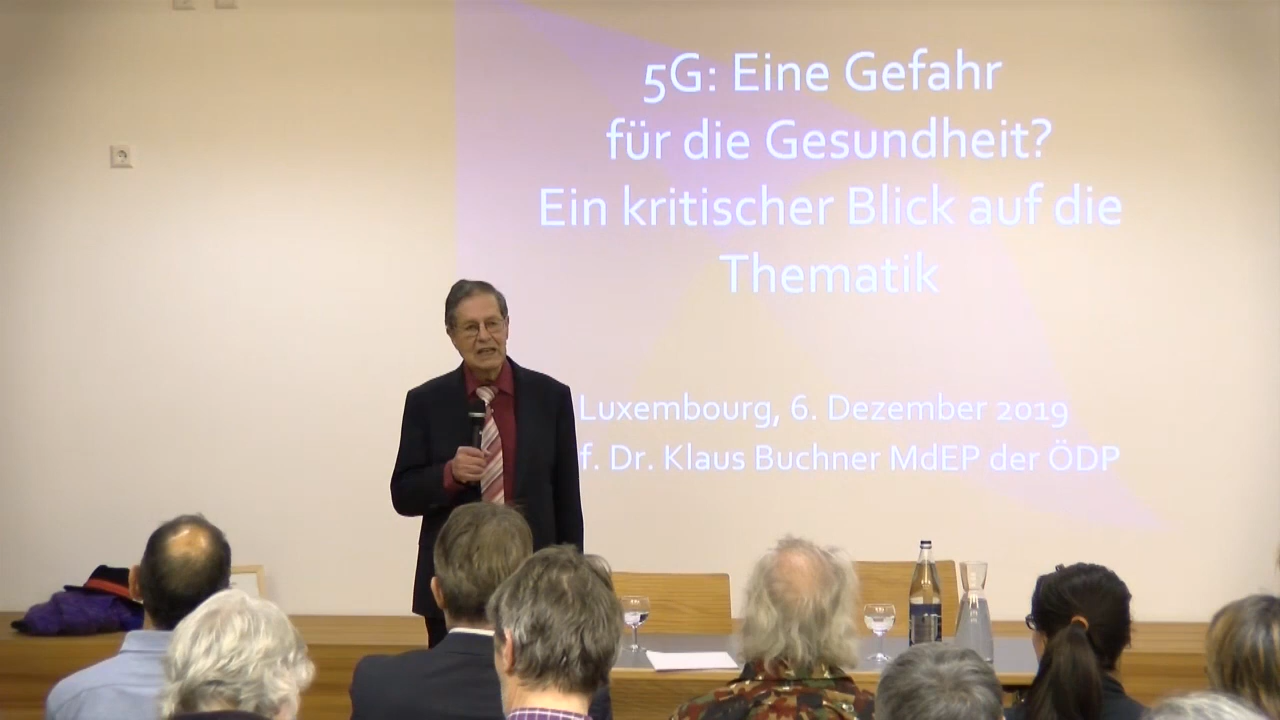 5G: Eine Gefahr
für die Gesundheit?
Ein kritischer Blick auf die
Thematik
Luxembourg, 6. Dezember 2019
f. Dr. Klaus Buchner MdEP der ÖDP